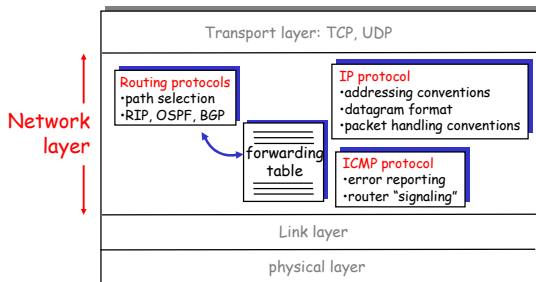 Transport layer: TCP, UDP
Network
layer
Routing protocols
•path selection
•RIP, OSPF, BGP
forwarding
table
IP protocol
•addressing conventions
•datagram format
•packet handling conventions
ICMP protocol
•error reporting
•router “signaling”
Link layer
physical layer